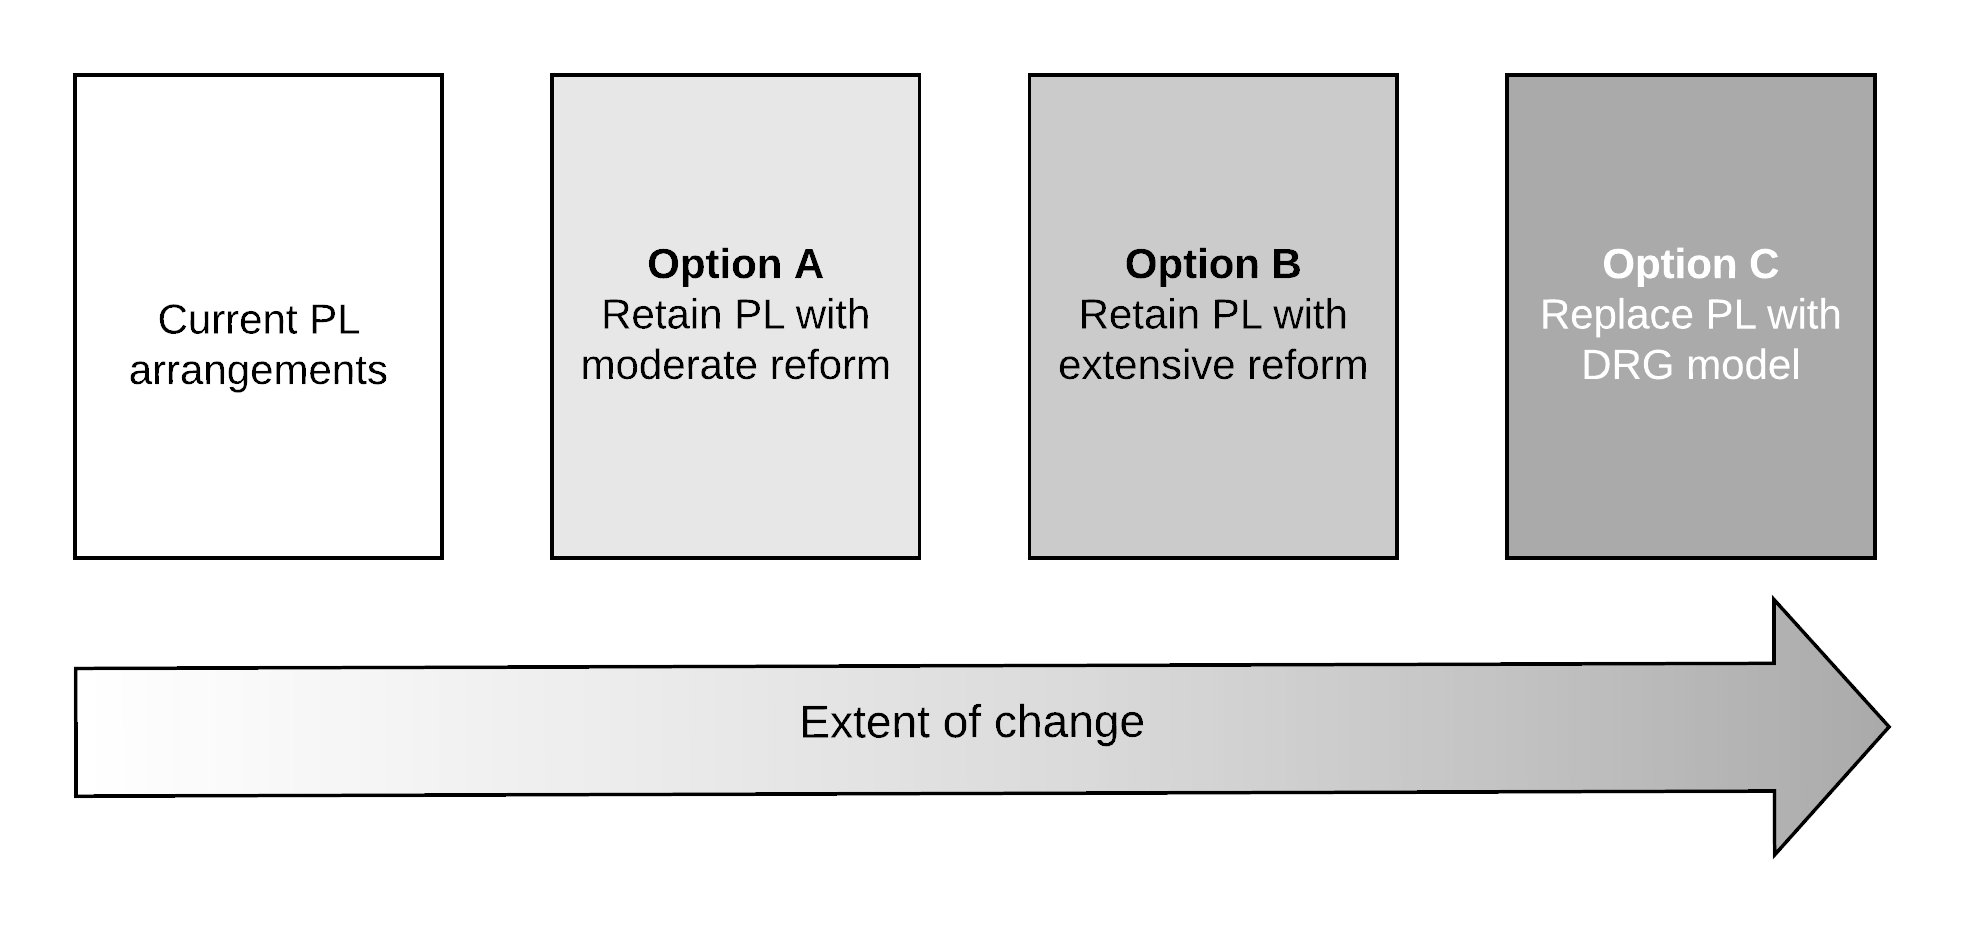 Current PL
arrangements
Option A
Retain PL with
moderate reform
Option B
Retain PL with
extensive reform
Option C
Replace PL with
DRG model
Extent of change